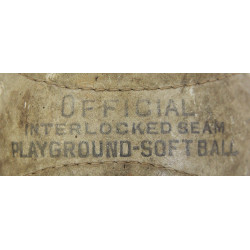 OFFICIAL
INTERLOCKED SEAM
PLAYGROUND-SOFTBALL